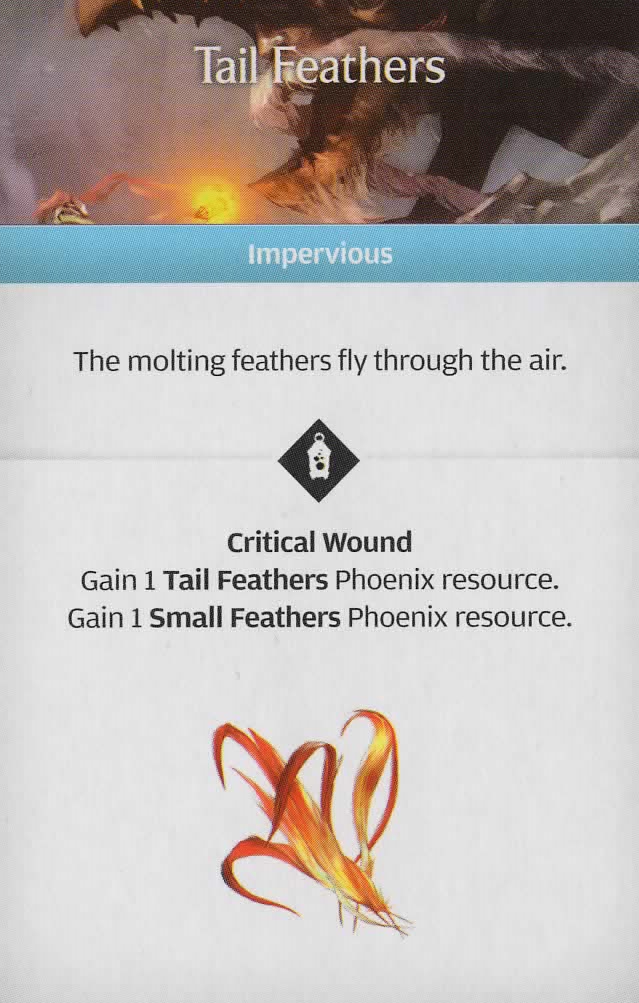 Tail Feathers
Impervious
The molting feathers fly through the air.
Critical Wound
Gain 1 Tail Feathers Phoenix resource.
Gain 1 Small Feathers Phoenix resource.